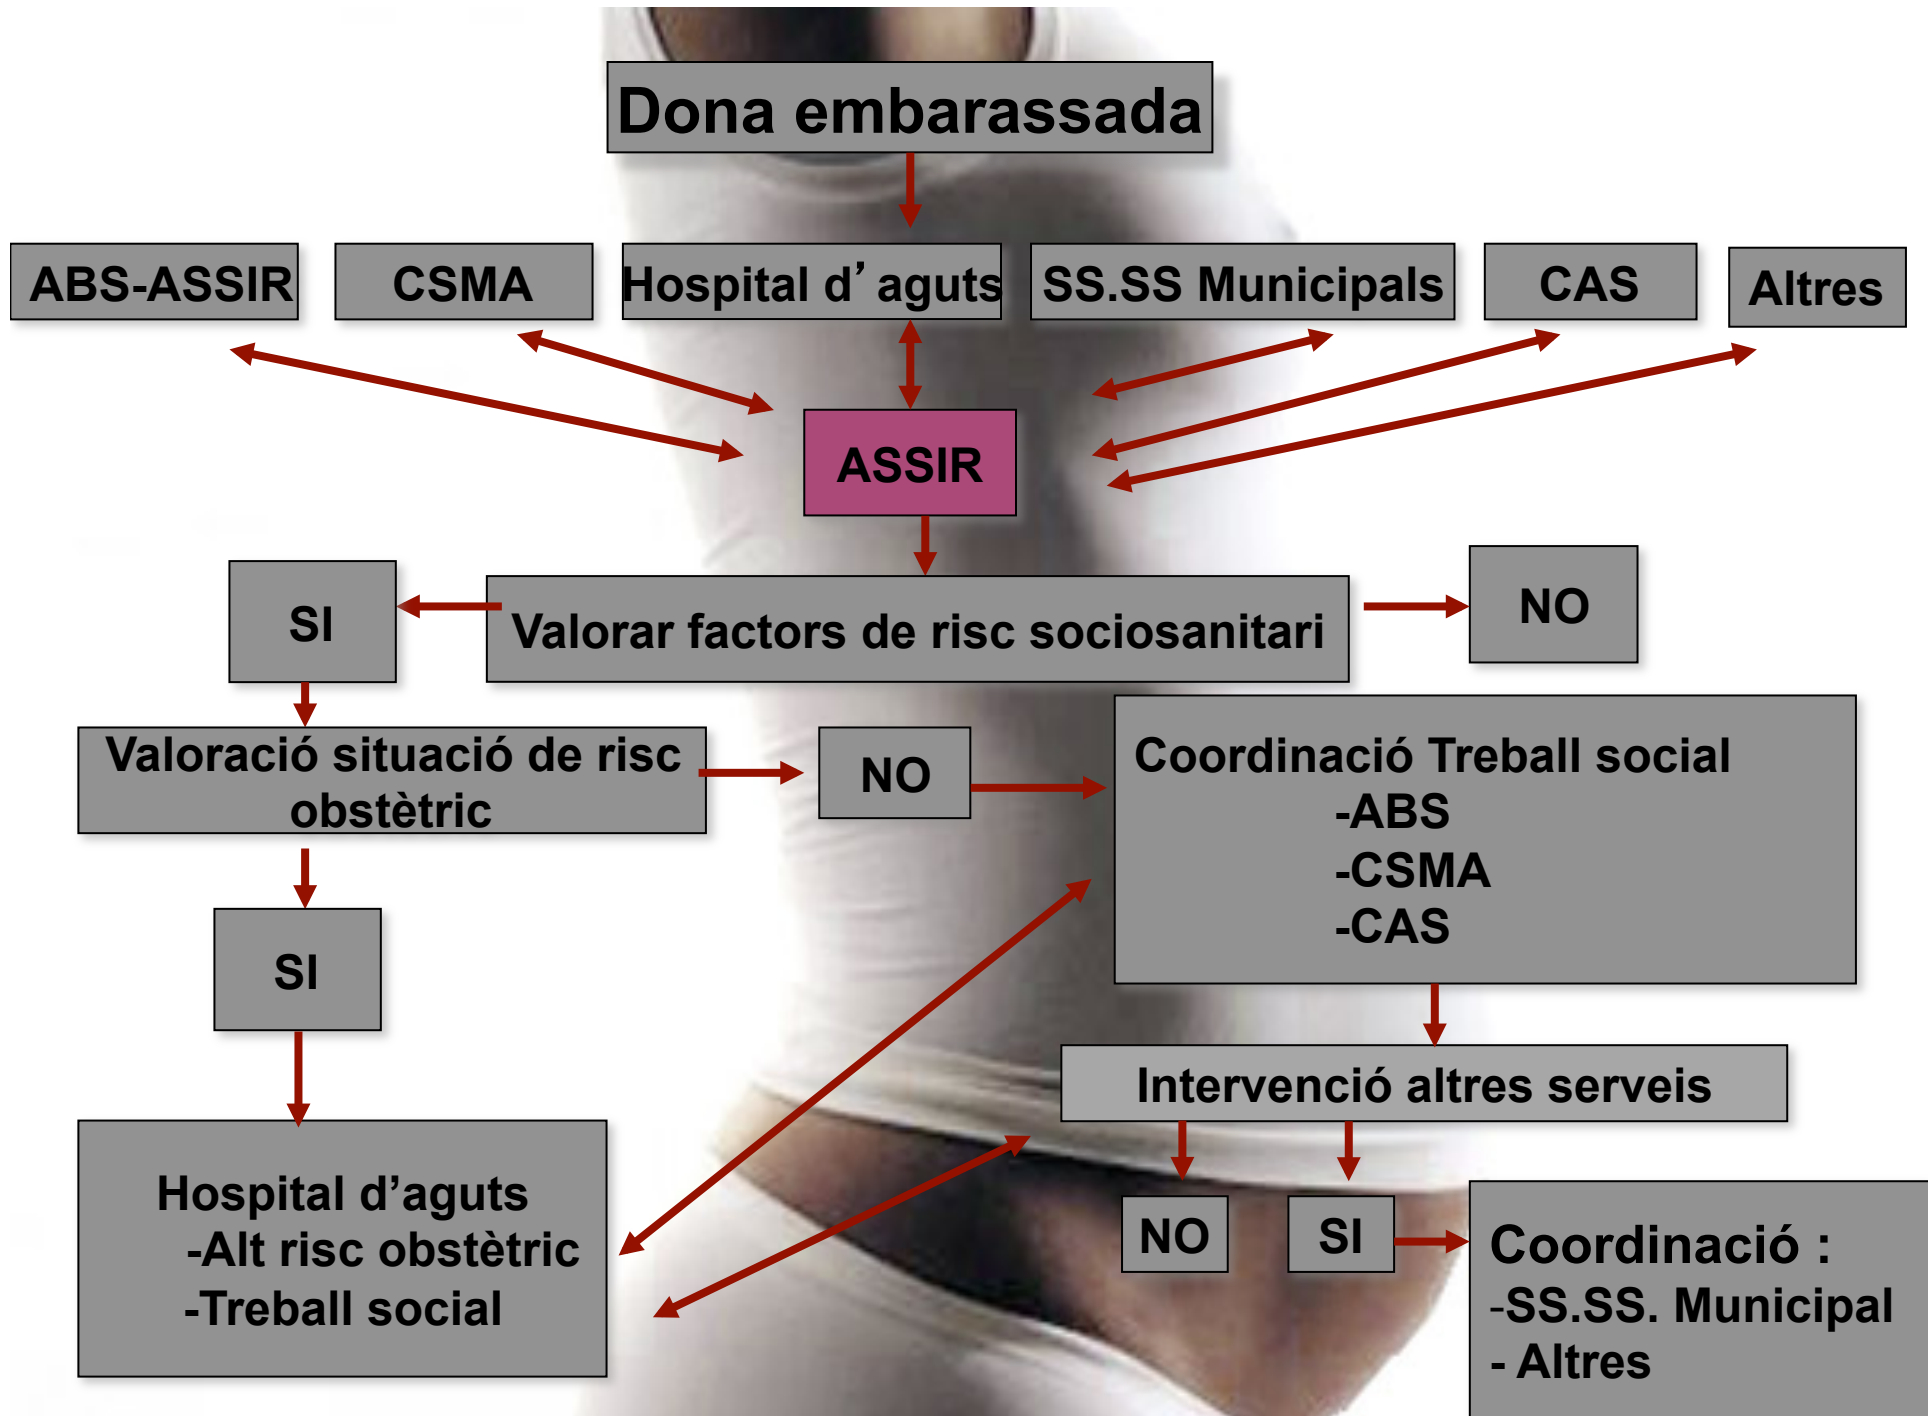 Dona embarassada
ABS-ASSIR
CSMA
Hospital d’ aguts
SS.SS Municipals
CAS
Altres
ASSIR
SI
Valorar factors de risc sociosanitari
NO
Valoració situació de risc
obstètric
NO
Coordinació Treball social
-ABS
-CSMA
-CAS
SI
Intervenció altres serveis
Hospital d’aguts
-Alt risc obstètric
-Treball social
NO
SI
Coordinació :
-SS.SS. Municipal
- Altres